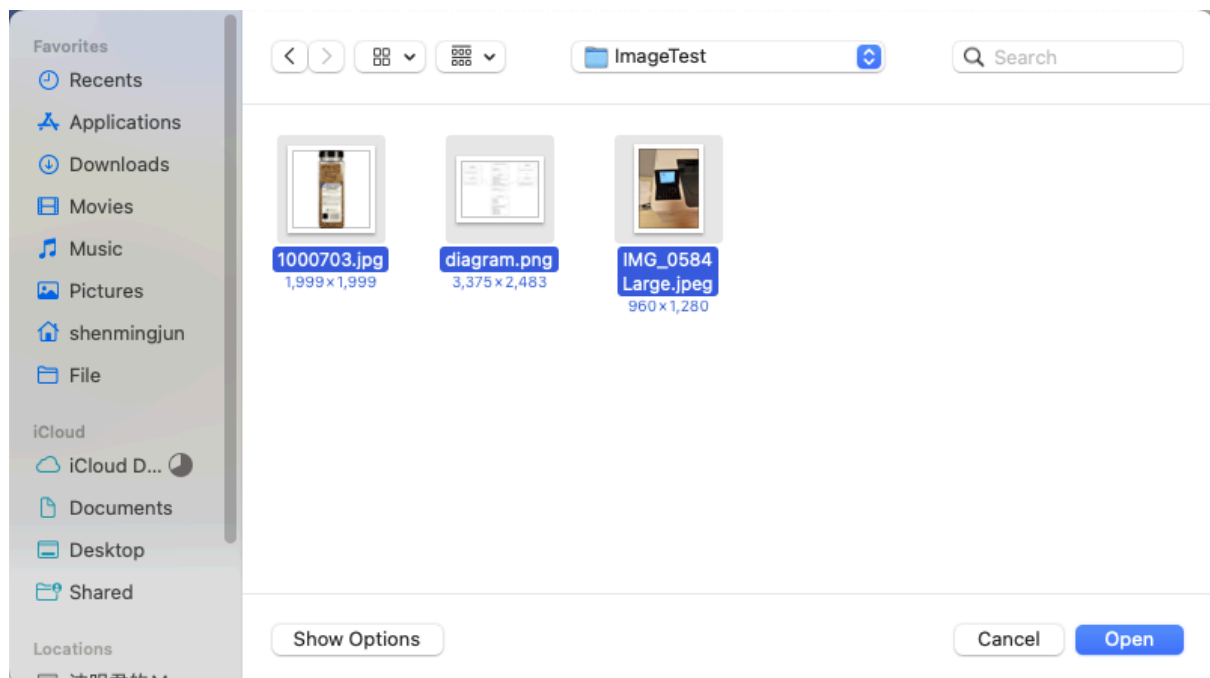 Favorites
Recents
Applications
Downloads
Movies
Music
Pictures
shenmingjun
File
iCloud
iCloud D...
Documents
Desktop
Shared
Locations
ImageTest
Search
1000703.jpg
1,999×1,999
diagram.png
3,375×2,483
IMG_0584
Large.jpeg
960×1,280
Show Options
Cancel
Open